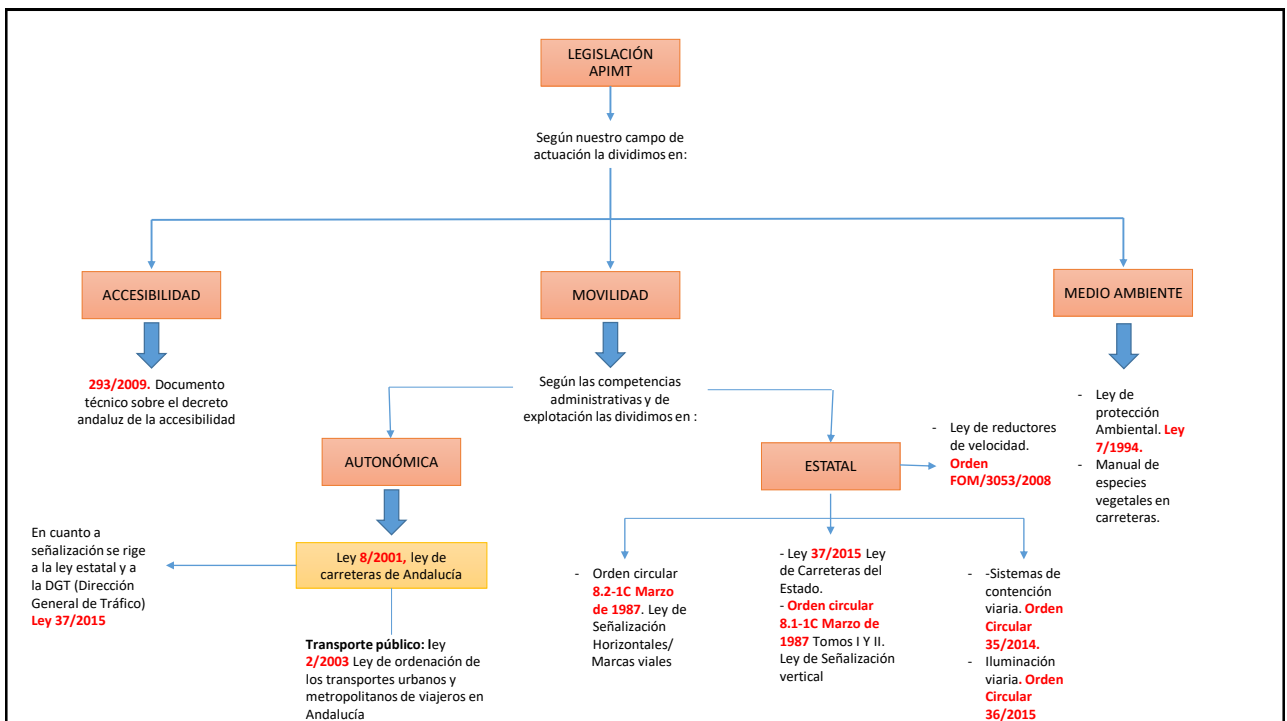 LEGISLACIÓN
APIMT
Según nuestro campo de
actuación la dividimos en:
ACCESIBILIDAD
MOVILIDAD
MEDIO AMBIENTE
293/2009. Documento
técnico sobre el decreto
andaluz de la accesibilidad
Según las competencias
administrativas y de
explotación las dividimos en :
- Ley de
protección
Ambiental. Ley
7/1994.
- Manual de
especies
vegetales en
carreteras.
AUTONÓMICA
ESTATAL
- Ley de reductores
de velocidad.
Orden
FOM/3053/2008
En cuanto a
señalización se rige
a la ley estatal y a
la DGT (Dirección
General de Tráfico)
Ley 37/2015
Ley 8/2001, ley de
carreteras de Andalucía
Transporte público: ley
2/2003 Ley de ordenación de
los transportes urbanos y
metropolitanos de viajeros en
Andalucía
- Orden circular
8.2-1C Marzo
de 1987. Ley de
Señalización
Horizontales/
Marcas viales
- Ley 37/2015 Ley
de Carreteras del
Estado.
- Orden circular
8.1-1C Marzo de
1987 Tomos I Y II.
Ley de Señalización
vertical
- -Sistemas de
contención
viaria. Orden
Circular
35/2014.
- Iluminación
viaria. Orden
Circular
36/2015